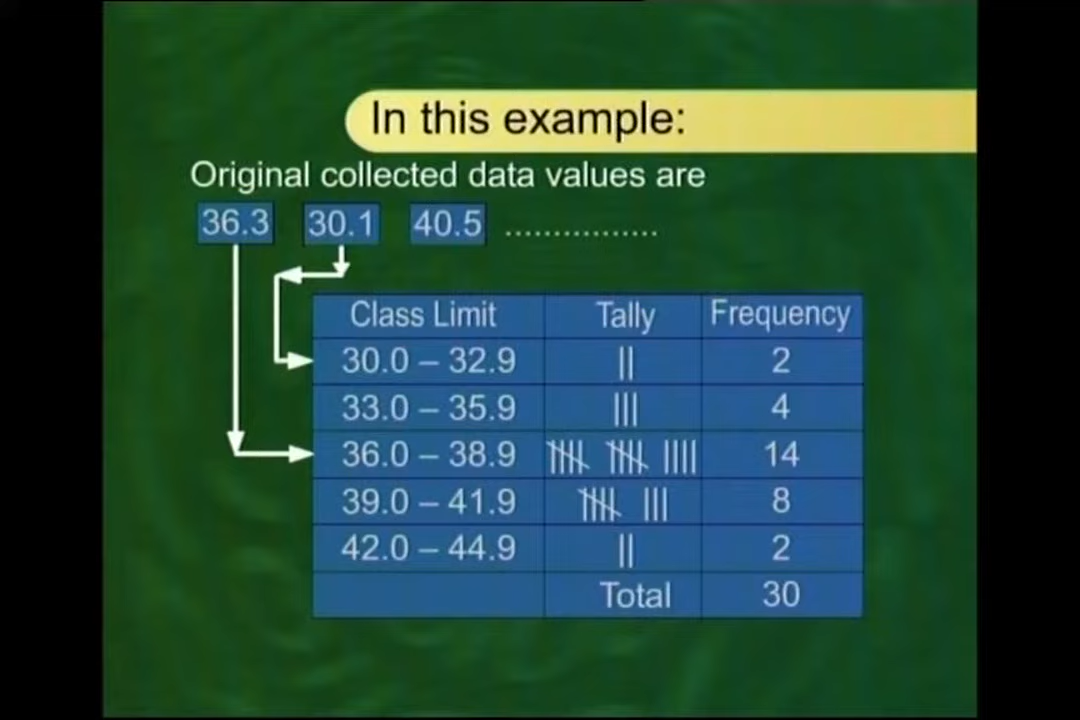 In this example:
Original collected data values are
36.3 30.1 40.5 ................
Class Limit Tally Frequency
30.0 – 32.9 || 2
33.0 – 35.9 ||| 4
36.0 – 38.9 |||| |||| |||| 14
39.0 – 41.9 |||| ||| 8
42.0 – 44.9 || 2
Total 30